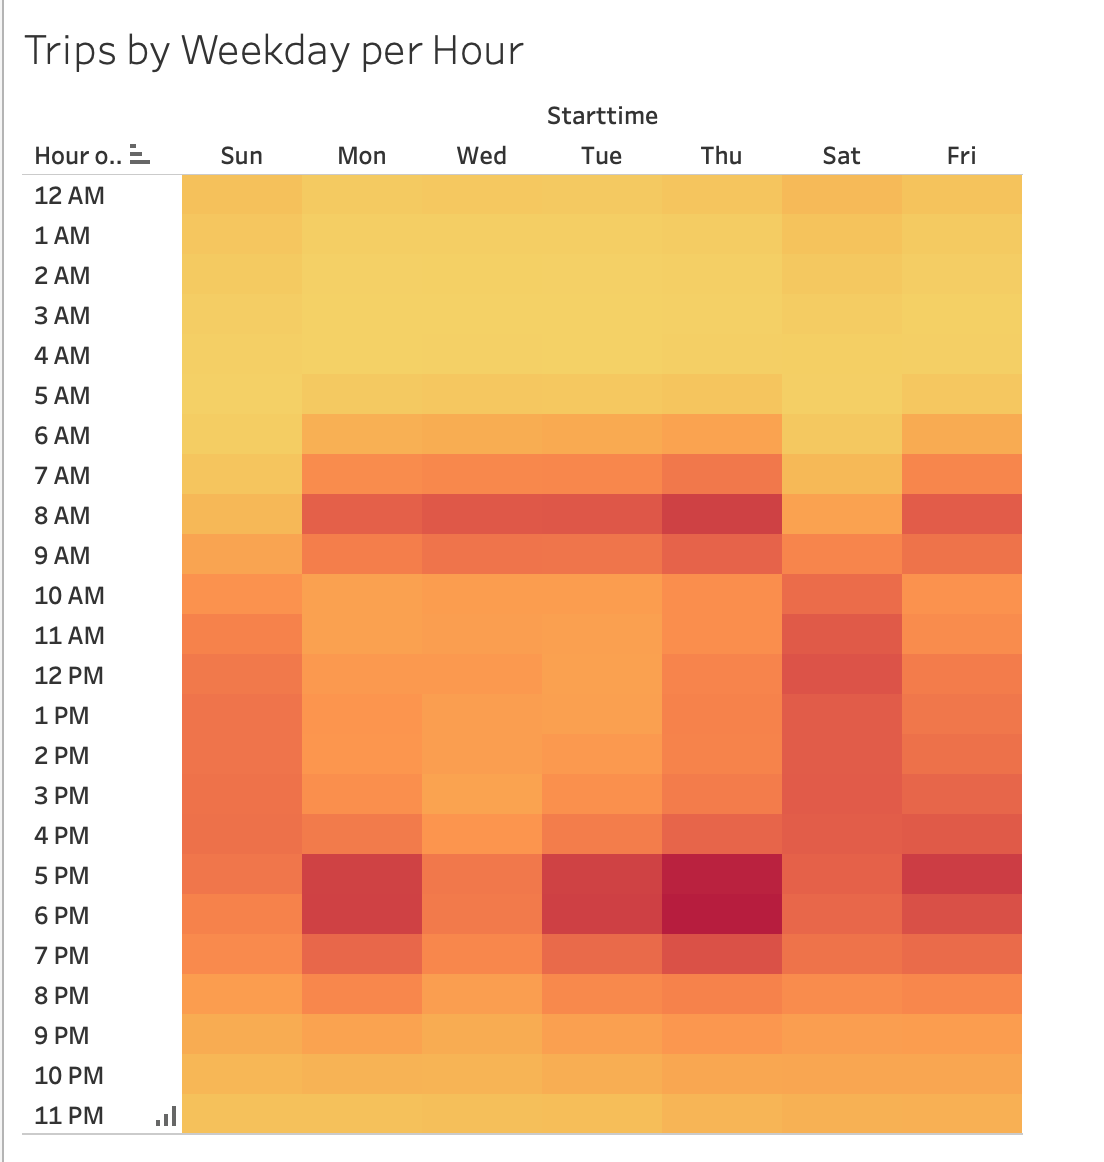 Trips by Weekday per Hour
Starttime
Hour o.. Sun Mon Wed Tue Thu Sat Fri
12 AM
1 AM
2 AM
3 AM
4 AM
5 AM
6 AM
7 AM
8 AM
9 AM
10 AM
11 AM
12 PM
1 PM
2 PM
3 PM
4 PM
5 PM
6 PM
7 PM
8 PM
9 PM
10 PM
11 PM